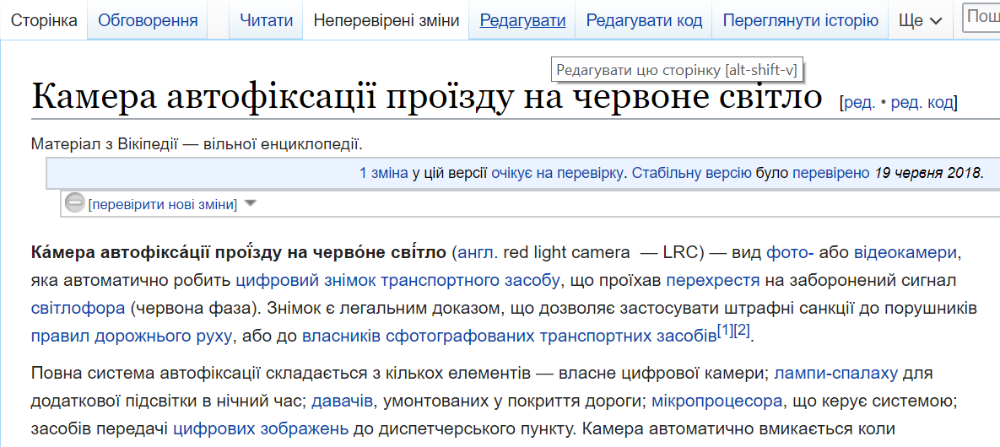 Сторінка Обговорення Читати Неперевірені зміни Редагувати Редагувати код Переглянути історію Ще
Редагувати цю сторінку [alt-shift-v]
Камера автофіксації проїзду на червоне світло [ред. • ред. код]
Матеріал з Вікіпедії — вільної енциклопедії.
1 зміна у цій версії очікує на перевірку. Стабільну версію було перевірено 19 червня 2018.
[перевірити нові зміни]
Ка́мера автофікса́ції прої́зду на черво́не сві́тло (англ. red light camera — LRC) — вид фото- або відеокамери,
яка автоматично робить цифровий знімок транспортного засобу, що проїхав перехрестя на заборонений сигнал
світлофора (червона фаза). Знімок є легальним доказом, що дозволяє застосувати штрафні санкції до порушників
правил дорожнього руху, або до власників сфотографованих транспортних засобів[1][2].
Повна система автофіксації складається з кількох елементів — власне цифрової камери; лампи-спалаху для
додаткової підсвітки в нічний час; давачів, умонтованих у покриття дороги; мікропроцесора, що керує системою;
засобів передачі цифрових зображень до диспетчерського пункту. Камера автоматично вмикається коли